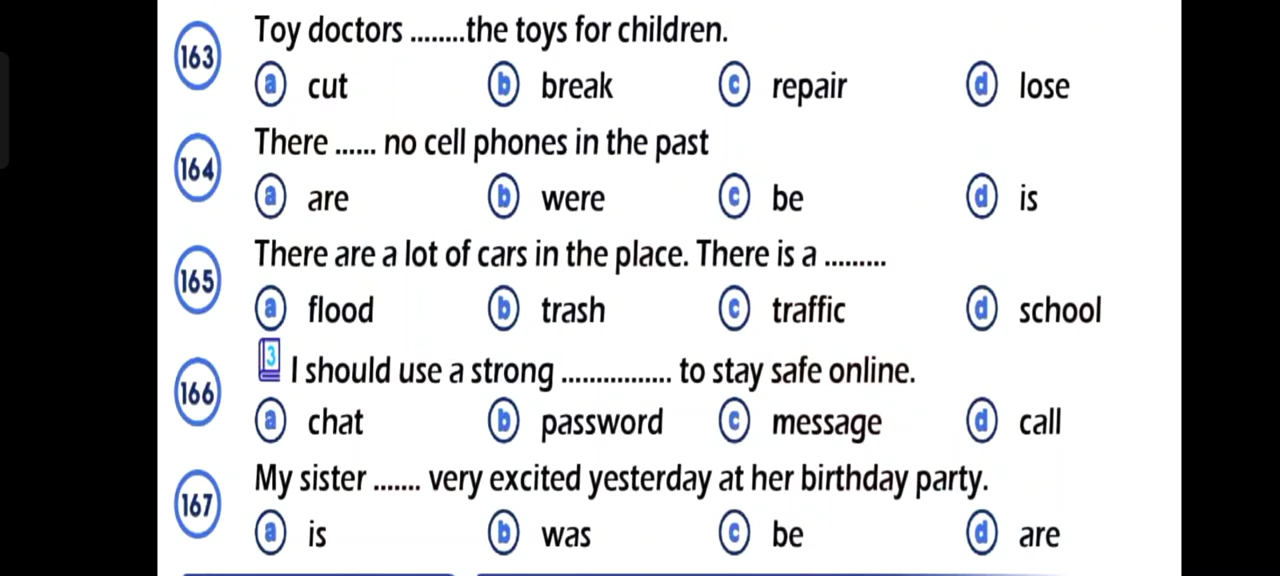 163 Toy doctors ........the toys for children.
a cut b break c repair d lose
164 There ...... no cell phones in the past
a are b were c be d is
165 There are a lot of cars in the place. There is a .........
a flood b trash c traffic d school
166 3 I should use a strong ................ to stay safe online.
a chat b password c message d call
167 My sister ....... very excited yesterday at her birthday party.
a is b was c be d are